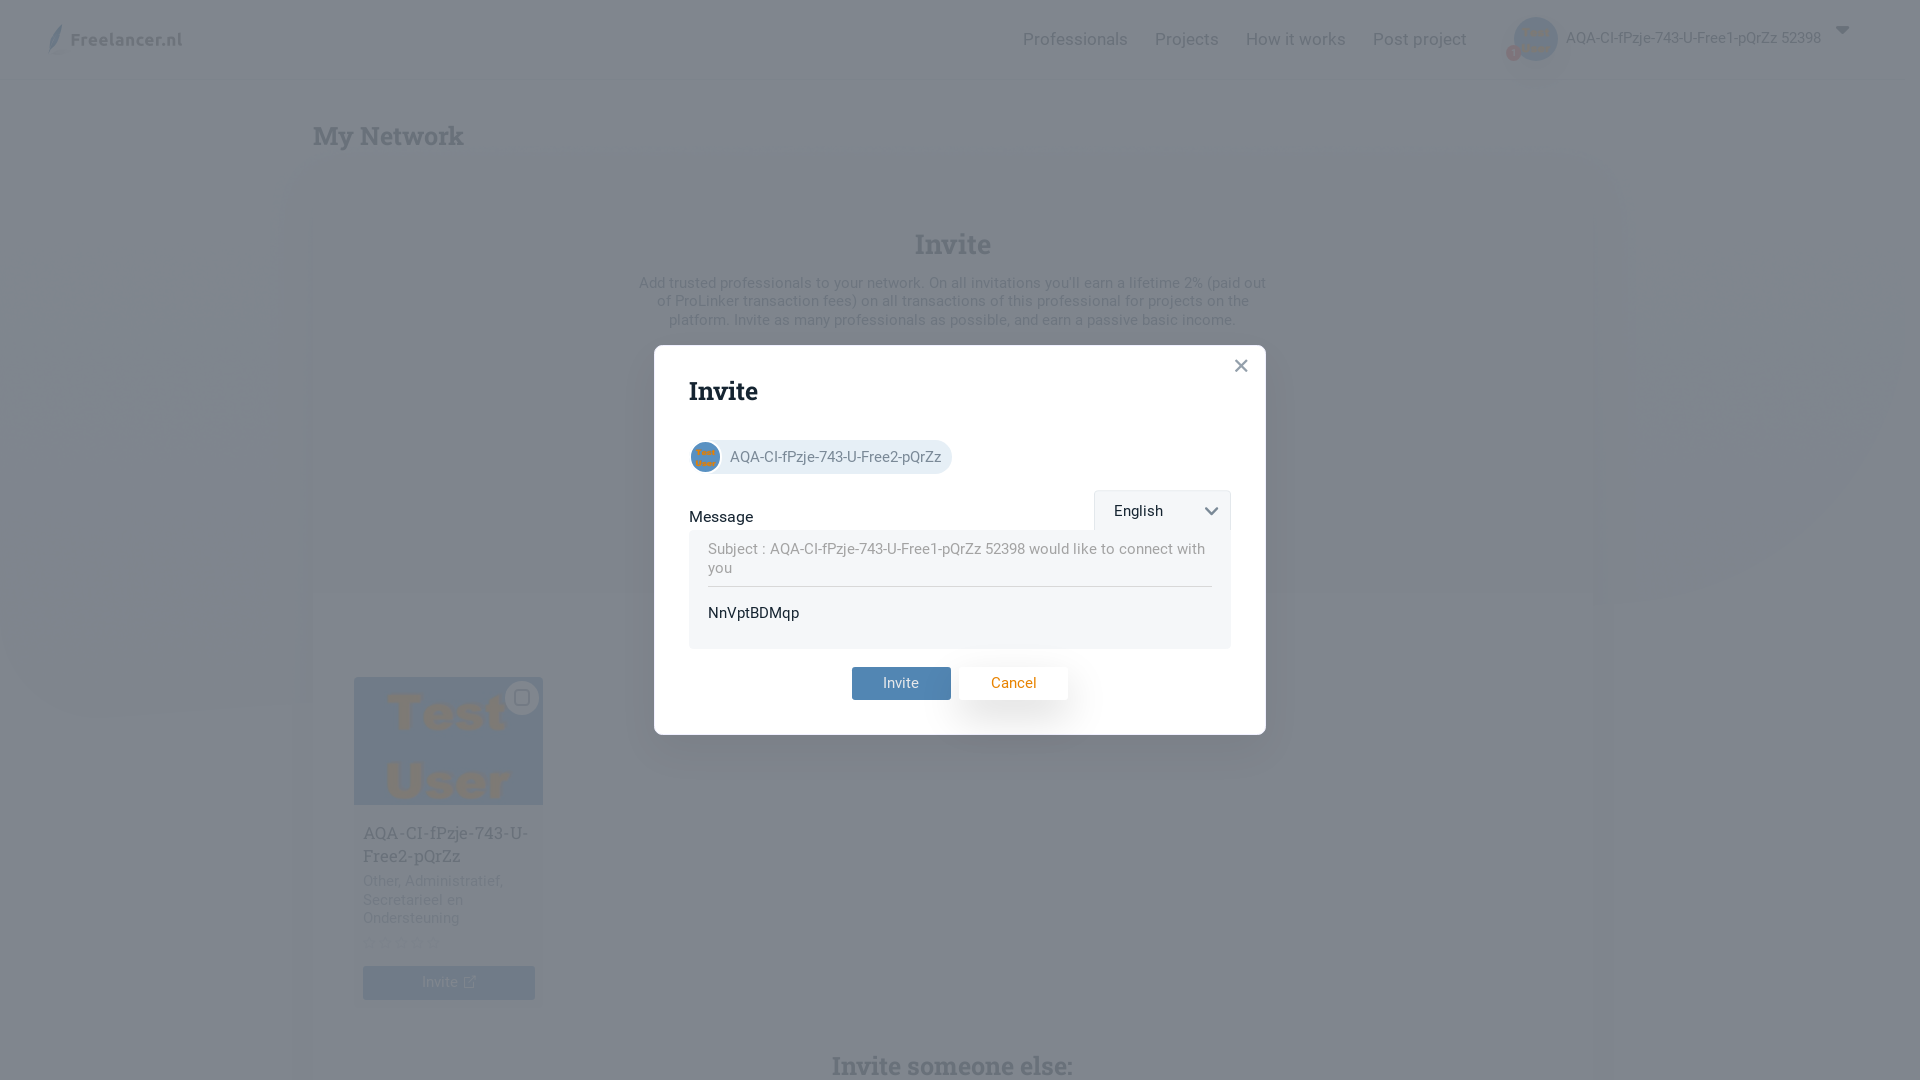 Freelancer.nl
Professionals
Projects
How it works
Post project
AQA-CI-fPzje-743-U-Free1-pQrZz 52398
My Network
Invite
Add trusted professionals to your network. On all invitations you'll earn a lifetime 2% (paid out
of ProLinker transaction fees) on all transactions of this professional for projects on the
platform. Invite as many professionals as possible, and earn a passive basic income.
Invite
Test
User
AQA-CI-fPzje-743-U-Free2-pQrZz
Message
English
Subject : AQA-CI-fPzje-743-U-Free1-pQrZz 52398 would like to connect with
you
NnVptBDMqp
Invite
Cancel
Test
User
AQA-CI-fPzje-743-U-
Free2-pQrZz
Other, Administratief,
Secretarieel en
Ondersteuning
Invite
Invite someone else: